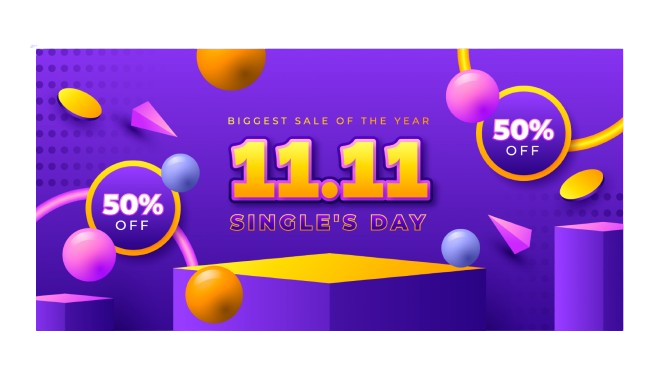 BIGGEST SALE OF THE YEAR
11.11
SINGLE'S DAY
50%
OFF
50%
OFF